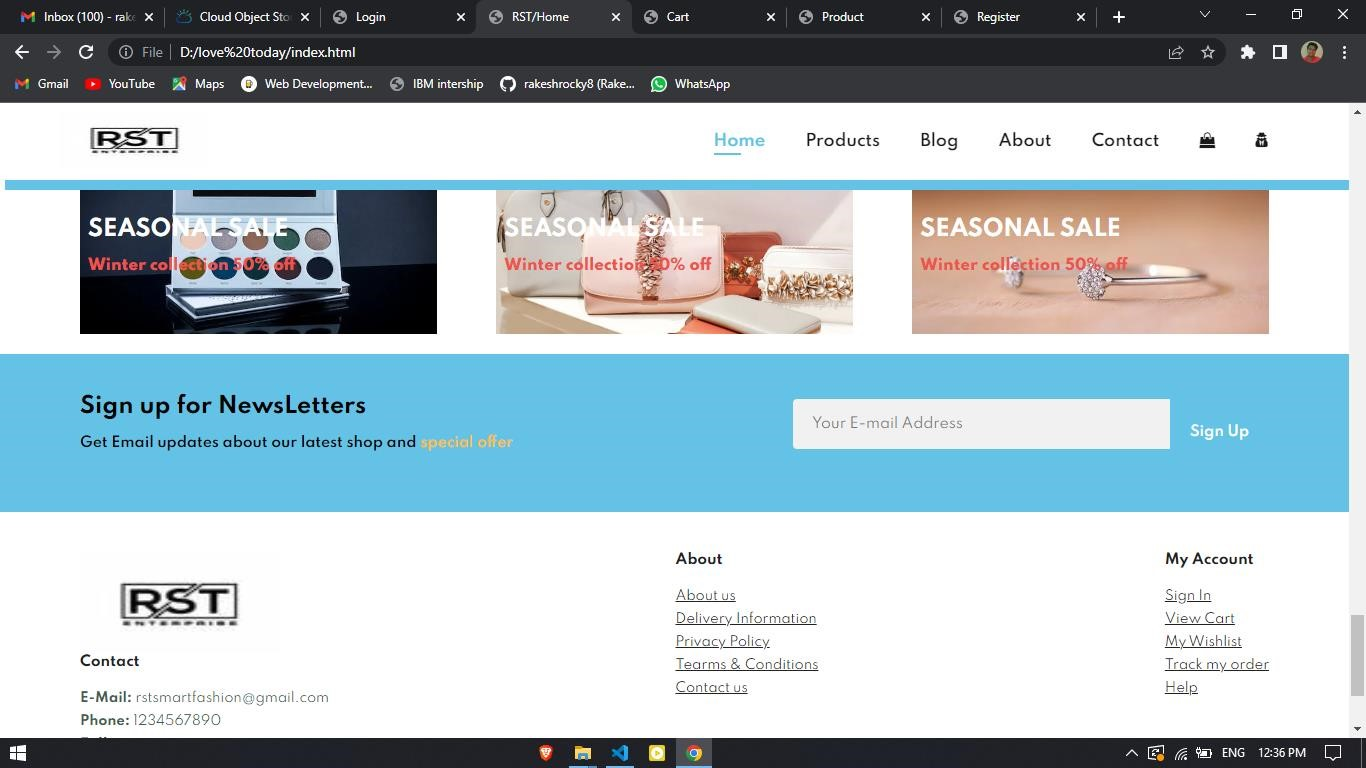 Inbox (100) - rake
Cloud Object Sto
Login
RST/Home
Cart
Product
Register
File
D:/love%20today/index.html
Gmail
YouTube
Maps
Web Development...
IBM intership
rakeshrocky8 (Rake...
WhatsApp
RST
ENTERPRISE
Home
Products
Blog
About
Contact
SEASONAL SALE
Winter collection 50% off
SEASONAL SALE
Winter collection 50% off
SEASONAL SALE
Winter collection 50% off
Sign up for NewsLetters
Get Email updates about our latest shop and special offer
Your E-mail Address
Sign Up
RST
ENTERPRISE
Contact
E-Mail: rstsmartfashion@gmail.com
Phone: 1234567890
About
About us
Delivery Information
Privacy Policy
Tearms & Conditions
Contact us
My Account
Sign In
View Cart
My Wishlist
Track my order
Help
ENG
12:36 PM